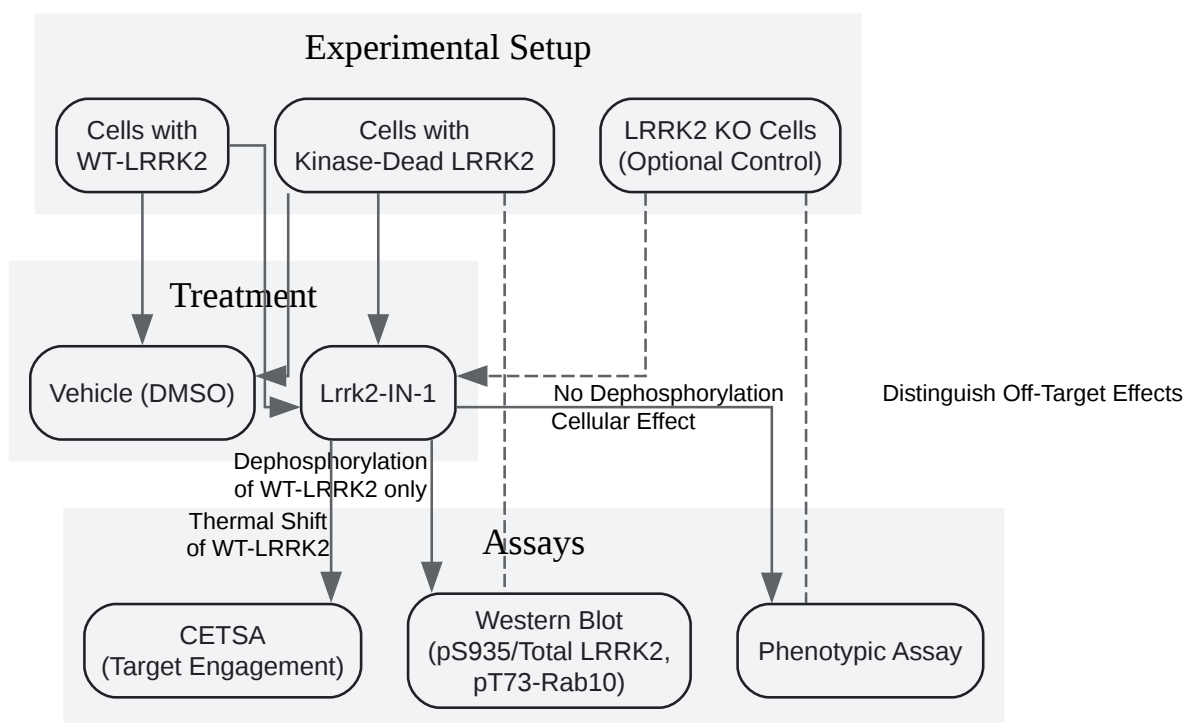 Experimental Setup
Cells with
WT-LRRK2
Cells with
Kinase-Dead LRRK2
LRRK2 KO Cells
(Optional Control)
Treatment
Vehicle (DMSO)
Lrrk2-IN-1
No Dephosphorylation
Cellular Effect
Distinguish Off-Target Effects
Dephosphorylation
of WT-LRRK2 only
Thermal Shift
of WT-LRRK2
Assays
CETSA
(Target Engagement)
Western Blot
(pS935/Total LRRK2,
pT73-Rab10)
Phenotypic Assay